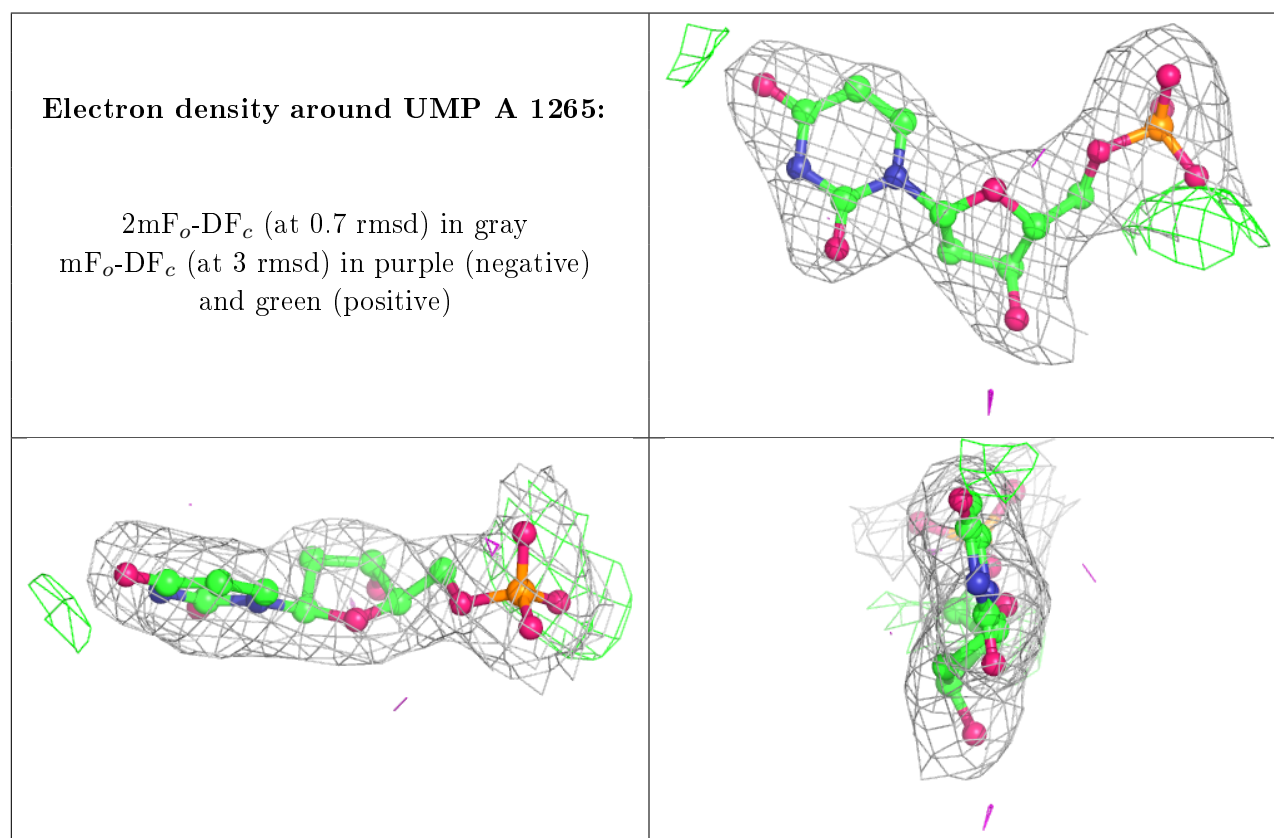 Electron density around UMP A 1265:
2mFo-DFc (at 0.7 rmsd) in gray
mFo-DFc (at 3 rmsd) in purple (negative)
and green (positive)